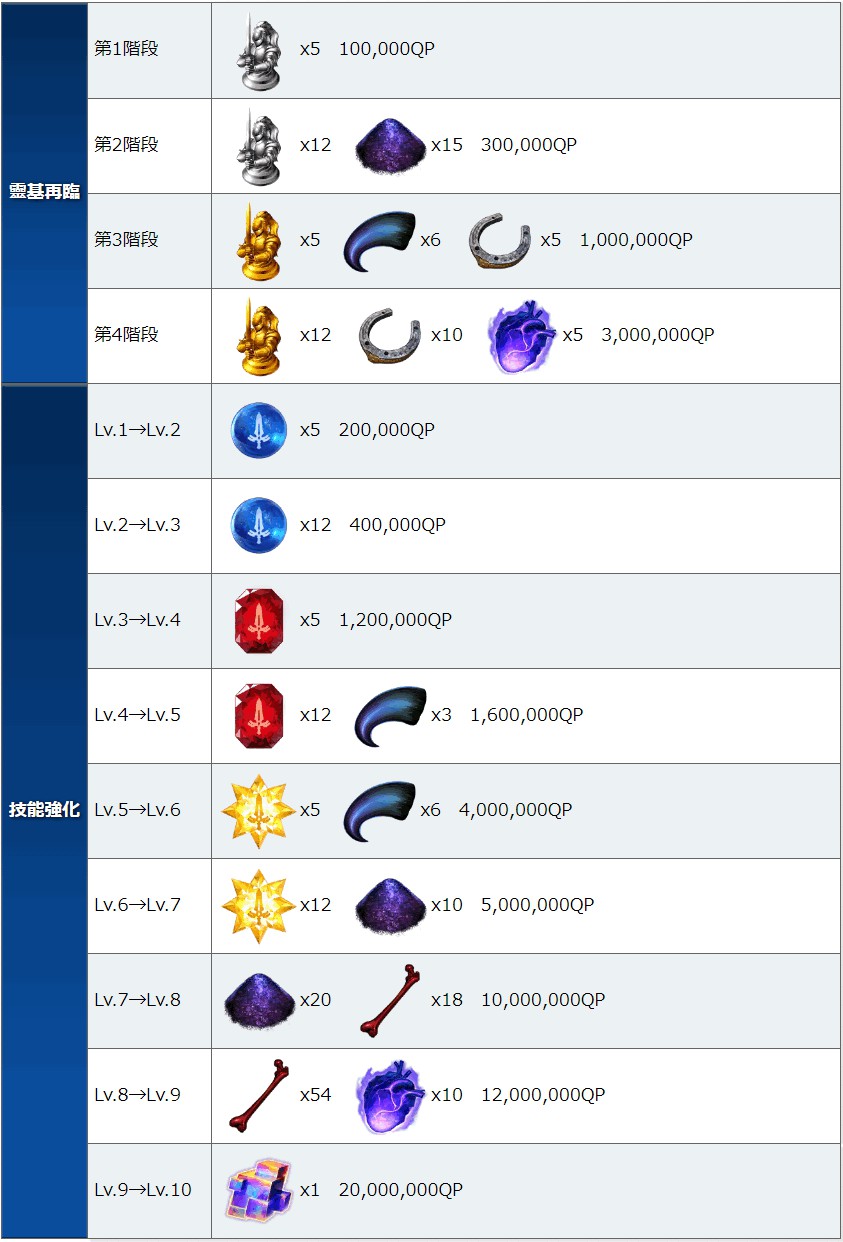 靈基再臨
第1階段 x5 100,000QP
第2階段 x12 x15 300,000QP
第3階段 x5 x6 x5 1,000,000QP
第4階段 x12 x10 x5 3,000,000QP
技能強化
Lv.1→Lv.2 x5 200,000QP
Lv.2→Lv.3 x12 400,000QP
Lv.3→Lv.4 x5 1,200,000QP
Lv.4→Lv.5 x12 x3 1,600,000QP
Lv.5→Lv.6 x5 x6 4,000,000QP
Lv.6→Lv.7 x12 x10 5,000,000QP
Lv.7→Lv.8 x20 x18 10,000,000QP
Lv.8→Lv.9 x54 x10 12,000,000QP
Lv.9→Lv.10 x1 20,000,000QP